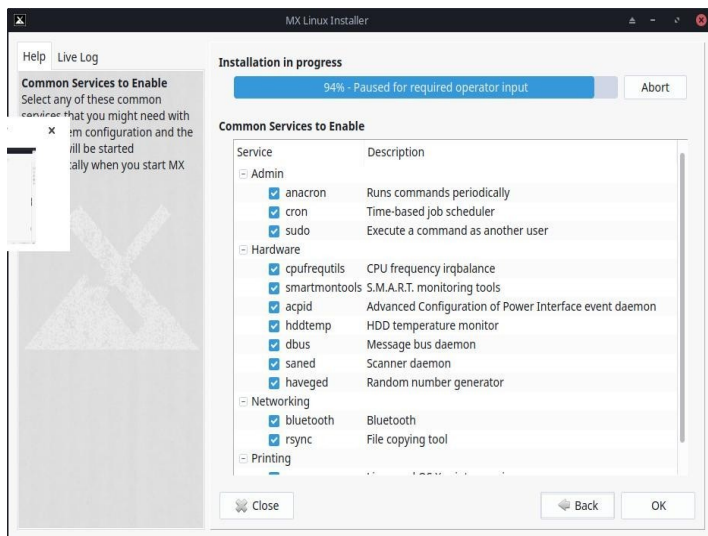 MX Linux Installer
Help Live Log
Common Services to Enable
Select any of these common
services that you might need with
em configuration and the
will be started
cally when you start MX
x
Installation in progress
94% - Paused for required operator input
Abort
Common Services to Enable
Service Description
Admin
anacron Runs commands periodically
cron Time-based job scheduler
sudo Execute a command as another user
Hardware
cpufrequtils CPU frequency irqbalance
smartmontools S.M.A.R.T. monitoring tools
acpid Advanced Configuration of Power Interface event daemon
hddtemp HDD temperature monitor
dbus Message bus daemon
saned Scanner daemon
haveged Random number generator
Networking
bluetooth Bluetooth
rsync File copying tool
Printing
Close
Back
OK